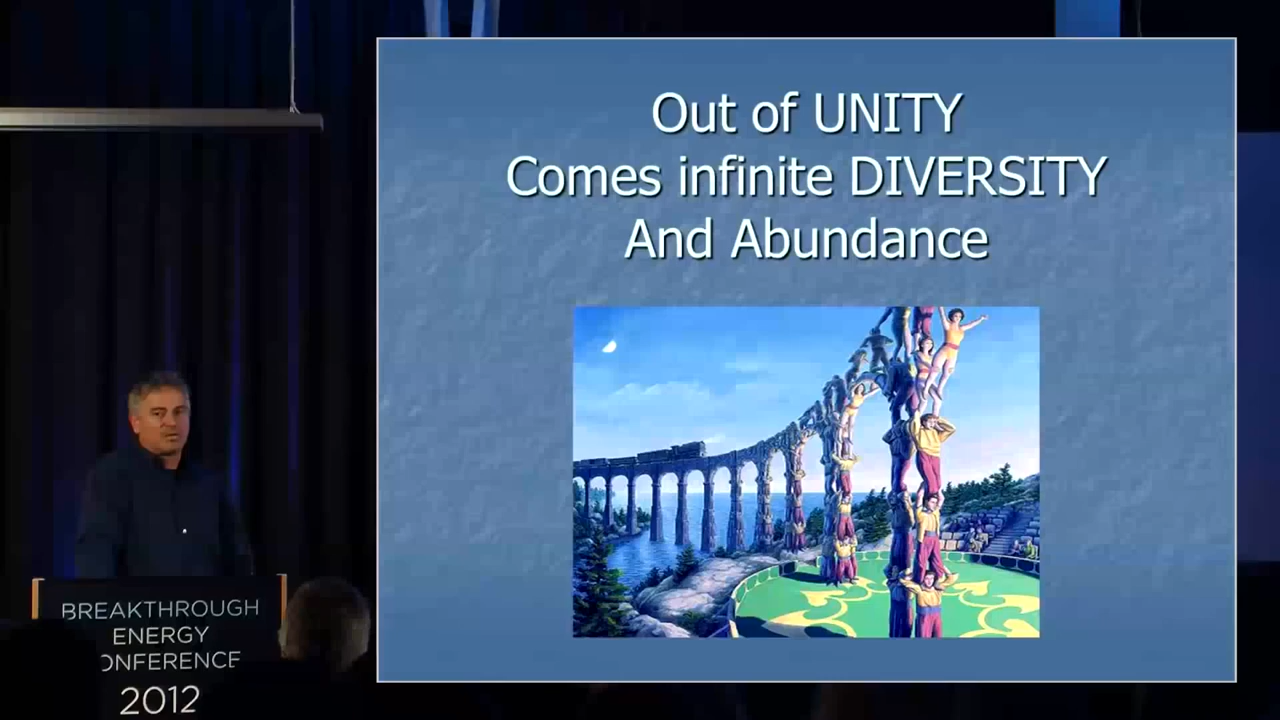 Out of UNITY
Comes infinite DIVERSITY
And Abundance
BREAKTHROUGH
ENERGY
ONFERENCE
2012